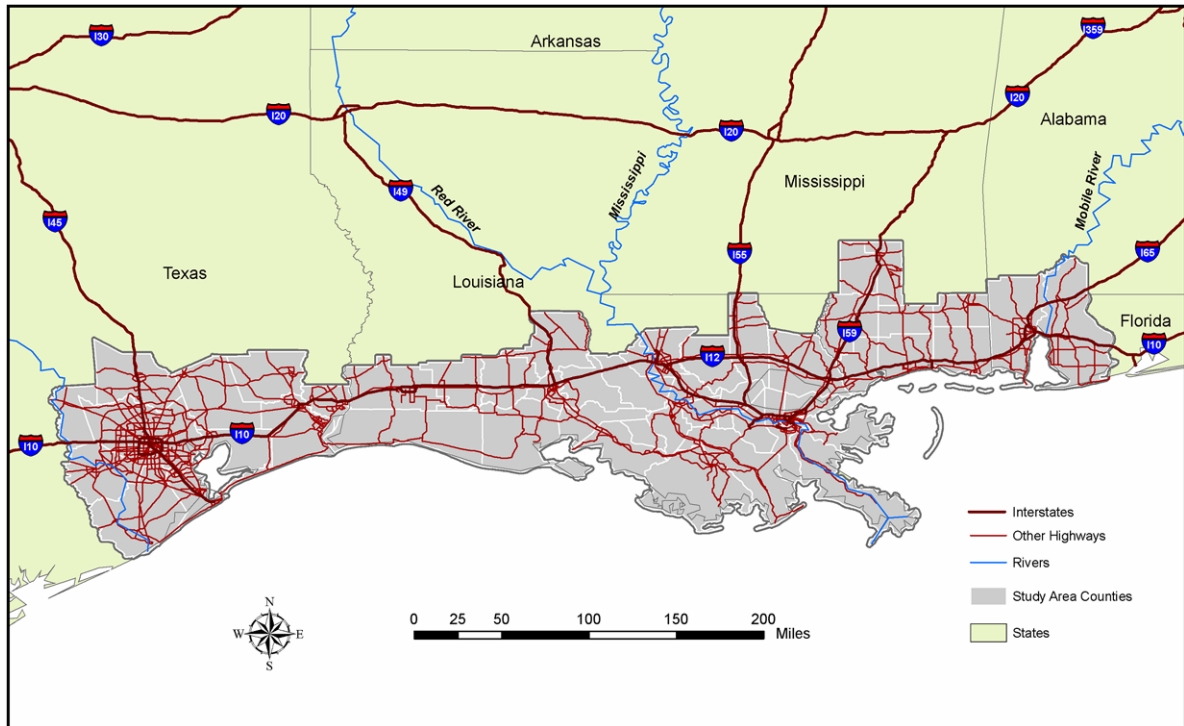 I30
Arkansas
I359
I20
I20
I20
Alabama
Mississippi
I49
Red River
Mississippi
Mobile River
I45
I55
I65
Texas
Louisiana
I59
Florida
I10
I12
I10
I10
Interstates
Other Highways
Rivers
Study Area Counties
States
N
W
E
S
0 25 50 100 150 200
Miles